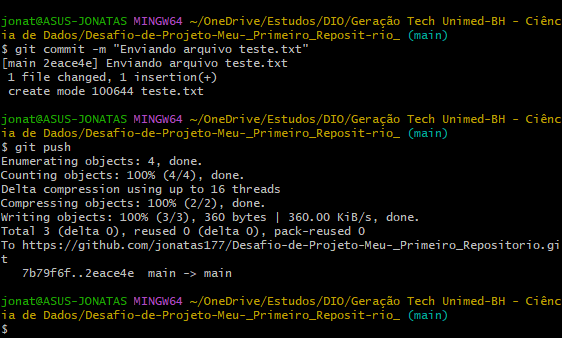 jonat@ASUS-JONATAS MINGW64 ~/OneDrive/Estudos/DIO/Geração Tech Unimed-BH - Ciênc
ia de Dados/Desafio-de-Projeto-Meu-_Primeiro_Reposit-rio_ (main)
$ git commit -m "Enviando arquivo teste.txt"
[main 2eace4e] Enviando arquivo teste.txt
 1 file changed, 1 insertion(+)
 create mode 100644 teste.txt
jonat@ASUS-JONATAS MINGW64 ~/OneDrive/Estudos/DIO/Geração Tech Unimed-BH - Ciênc
ia de Dados/Desafio-de-Projeto-Meu-_Primeiro_Reposit-rio_ (main)
$ git push
Enumerating objects: 4, done.
Counting objects: 100% (4/4), done.
Delta compression using up to 16 threads
Compressing objects: 100% (2/2), done.
Writing objects: 100% (3/3), 360 bytes | 360.00 KiB/s, done.
Total 3 (delta 0), reused 0 (delta 0), pack-reused 0
To https://github.com/jonatas177/Desafio-de-Projeto-Meu-_Primeiro_Repositorio.gi
t
   7b79f6f..2eace4e  main -> main
jonat@ASUS-JONATAS MINGW64 ~/OneDrive/Estudos/DIO/Geração Tech Unimed-BH - Ciênc
ia de Dados/Desafio-de-Projeto-Meu-_Primeiro_Reposit-rio_ (main)
$